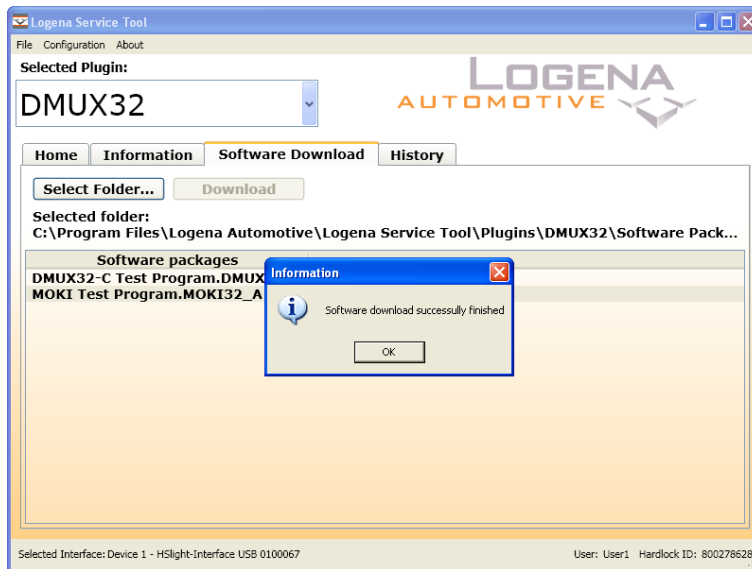 Logena Service Tool
File Configuration About
Selected Plugin:
LOGENA
AUTOMOTIVE
DMUX32
Home Information Software Download History
Select Folder... Download
Selected folder:
C:\Program Files\Logena Automotive\Logena Service Tool\Plugins\DMUX32\Software Pack...
Software packages
DMUX32-C Test Program.DMUX
MOKI Test Program.MOKI32_A
Information
Software download successully finished
OK
Selected Interface: Device 1 - HSlight-Interface USB 0100067 User: User1 Hardlock ID: 800278628